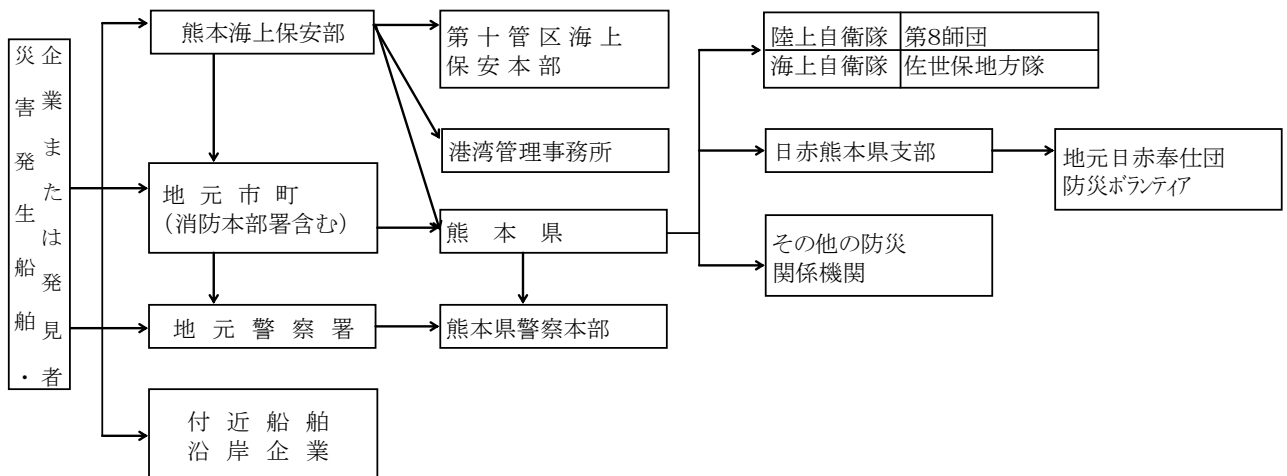 災害発生船舶・
企業または発見者
熊本海上保安部
地元市町
(消防本部署含む)
地元警察署
付近船舶
沿岸企業
第十管区海上
保安本部
港湾管理事務所
熊本県
熊本県警察本部
陸上自衛隊 第8師団
海上自衛隊 佐世保地方隊
日赤熊本県支部
その他の防災
関係機関
地元日赤奉仕団
防災ボランティア